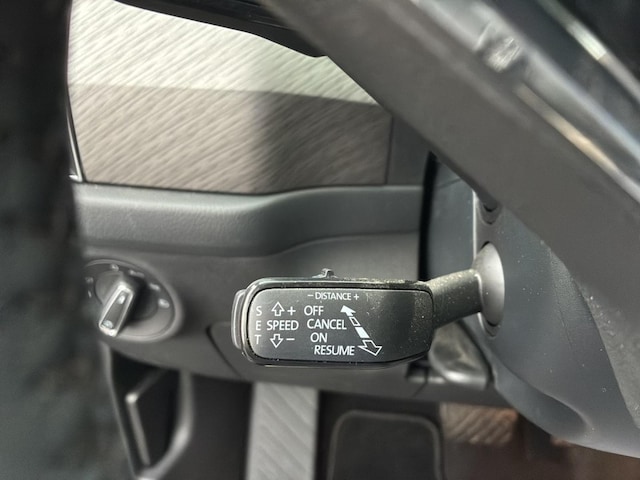 - DISTANCE +
S + OFF
E SPEED CANCEL
T - ON
RESUME